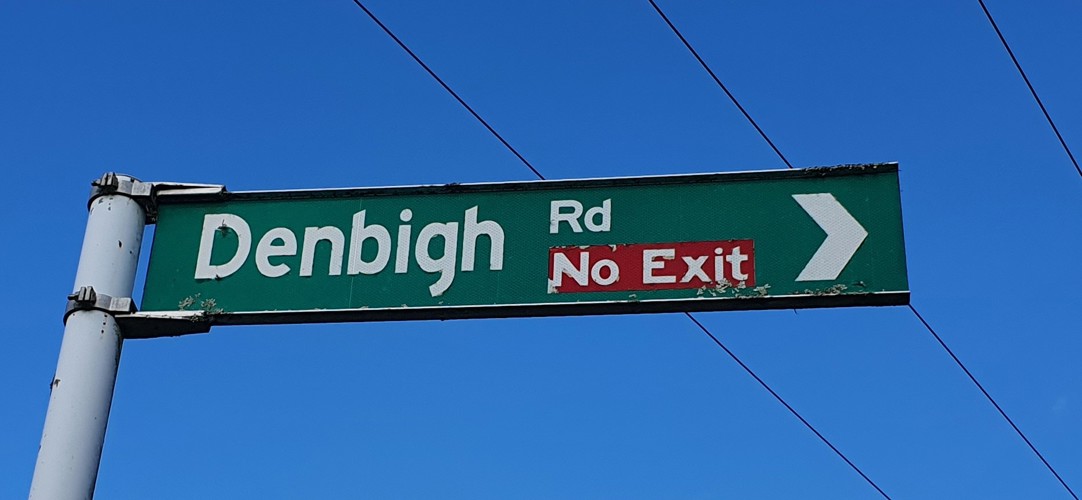 Denbigh Rd
No Exit